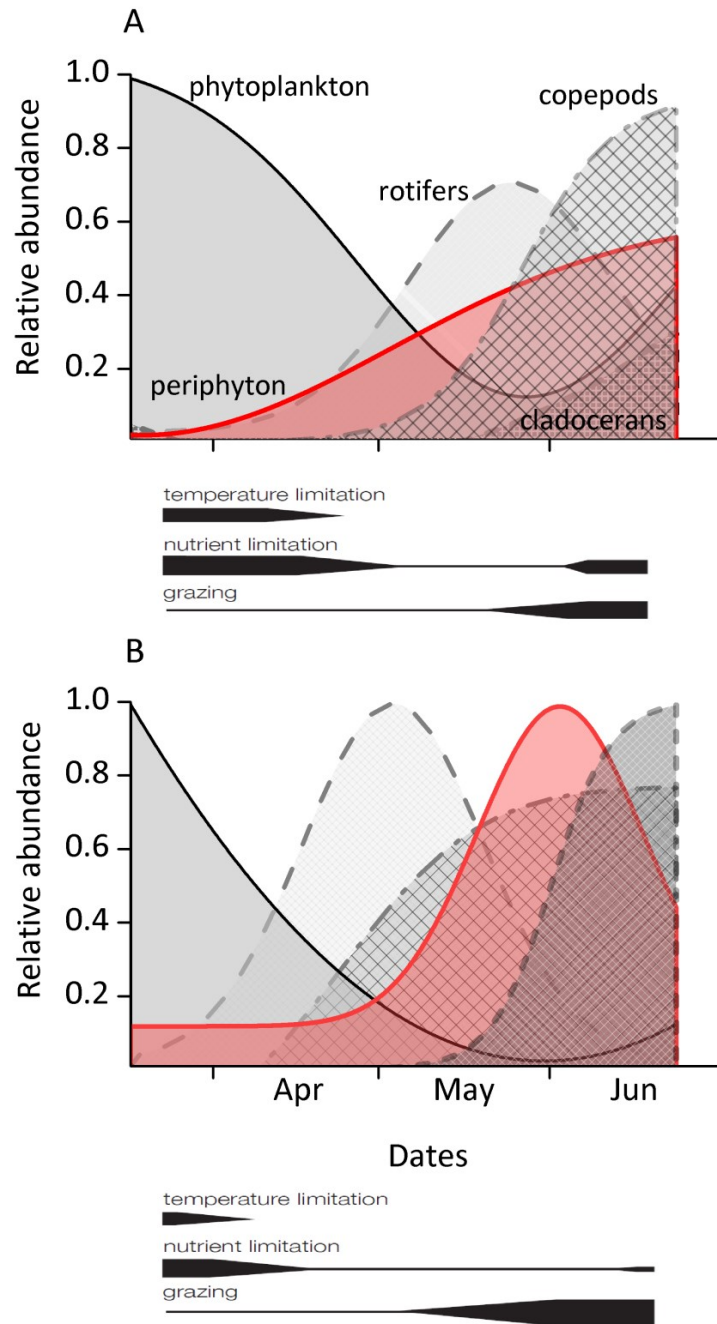 A
Relative abundance
1.0
0.8
0.6
0.4
0.2
phytoplankton
copepods
rotifers
periphyton
cladocerans
temperature limitation
nutrient limitation
grazing
B
Relative abundance
1.0
0.8
0.6
0.4
0.2
Apr May Jun
Dates
temperature limitation
nutrient limitation
grazing